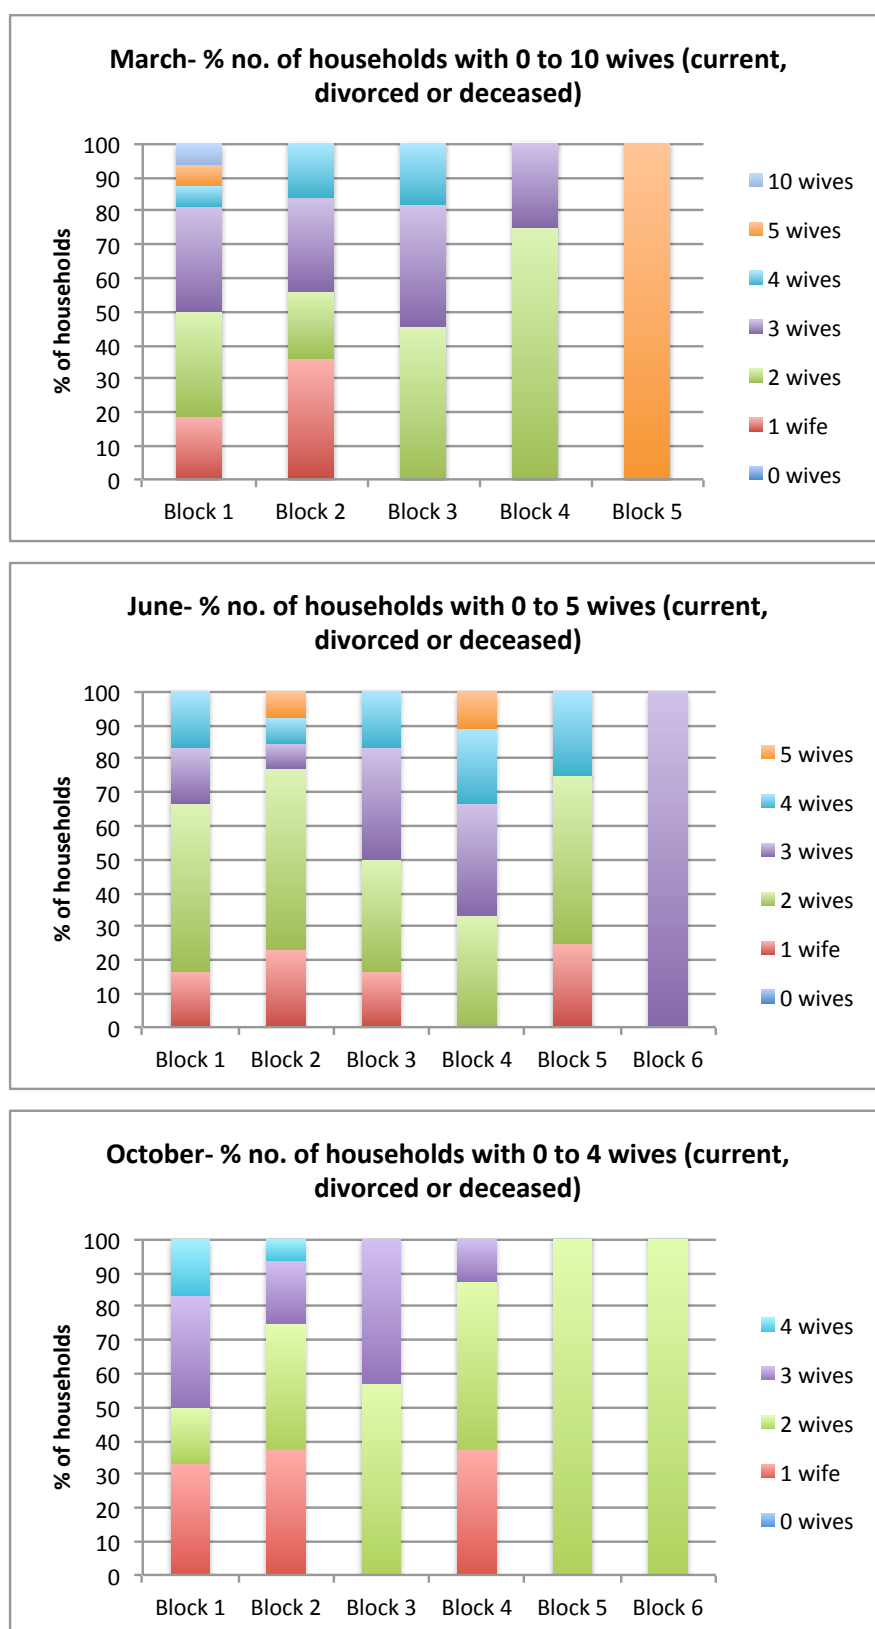 March- % no. of households with 0 to 10 wives (current,
divorced or deceased)
% of households
100
90
80
70
60
50
40
30
20
10
0
Block 1 Block 2 Block 3 Block 4 Block 5
10 wives
5 wives
4 wives
3 wives
2 wives
1 wife
0 wives
June- % no. of households with 0 to 5 wives (current,
divorced or deceased)
% of households
100
90
80
70
60
50
40
30
20
10
0
Block 1 Block 2 Block 3 Block 4 Block 5 Block 6
5 wives
4 wives
3 wives
2 wives
1 wife
0 wives
October- % no. of households with 0 to 4 wives (current,
divorced or deceased)
% of households
100
90
80
70
60
50
40
30
20
10
0
Block 1 Block 2 Block 3 Block 4 Block 5 Block 6
4 wives
3 wives
2 wives
1 wife
0 wives